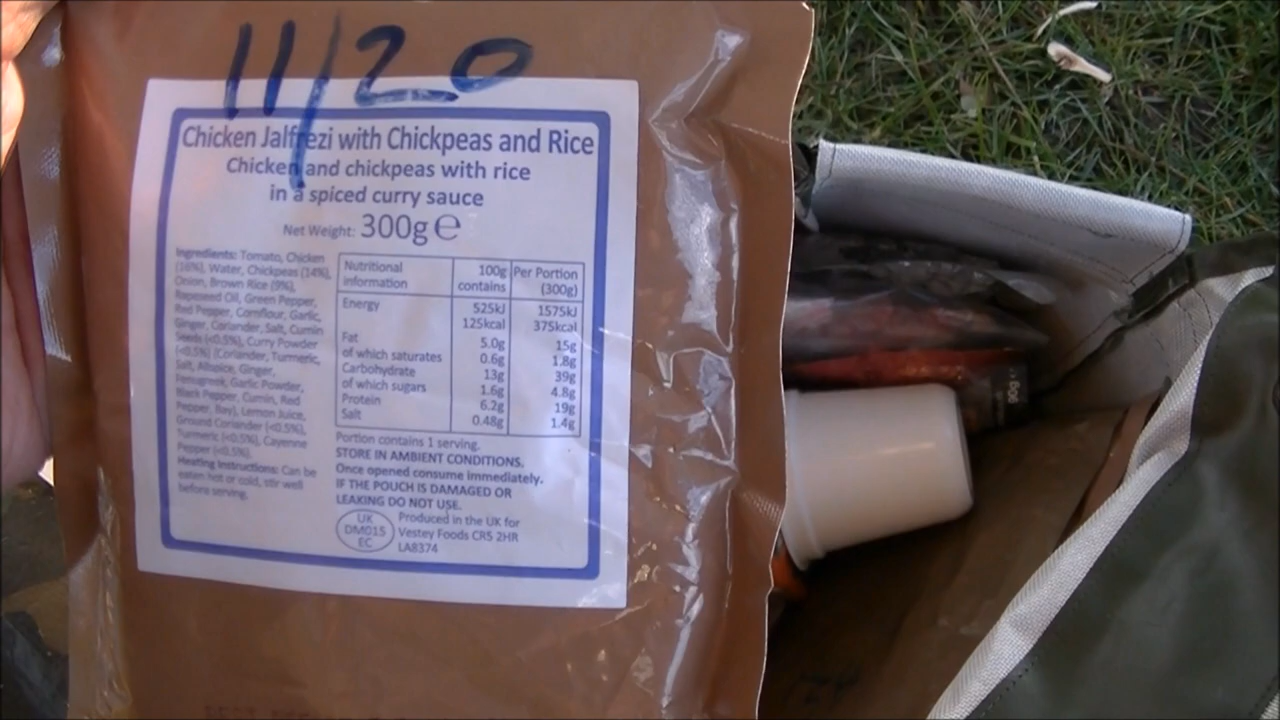 11/20
Chicken Jalfrezi with Chickpeas and Rice
Chicken and chickpeas with rice
in a spiced curry sauce
Net Weight: 300g e
Ingredients: Tomato, Chicken
(16%), Water, Chickpeas (14%),
Onion, Brown Rice (9%),
Rapeseed Oil, Green Pepper,
Red Pepper, Cornflour, Garlic,
Ginger, Coriander, Salt, Cumin
Seeds (<0.5%), Curry Powder
(<0.5%) (Coriander, Turmeric,
Salt, Allspice, Ginger,
Fenugreek, Garlic Powder,
Black Pepper, Cumin, Red
Pepper, Bay), Lemon Juice,
Ground Coriander (<0.5%),
Turmeric (<0.5%), Cayenne
Pepper (<0.5%).
Heating Instructions: Can be
eaten hot or cold, stir well
before serving.
Nutritional information 100g contains Per Portion (300g)
Energy 525kJ 1575kJ
125kcal 375kcal
Fat 5.0g 15g
of which saturates 0.6g 1.8g
Carbohydrate 13g 39g
of which sugars 1.6g 4.8g
Protein 6.2g 19g
Salt 0.48g 1.4g
Portion contains 1 serving.
STORE IN AMBIENT CONDITIONS.
Once opened consume immediately.
IF THE POUCH IS DAMAGED OR
LEAKING DO NOT USE.
UK
DM015
EC
Produced in the UK for
Vestey Foods CR5 2HR
LA8374
90g e